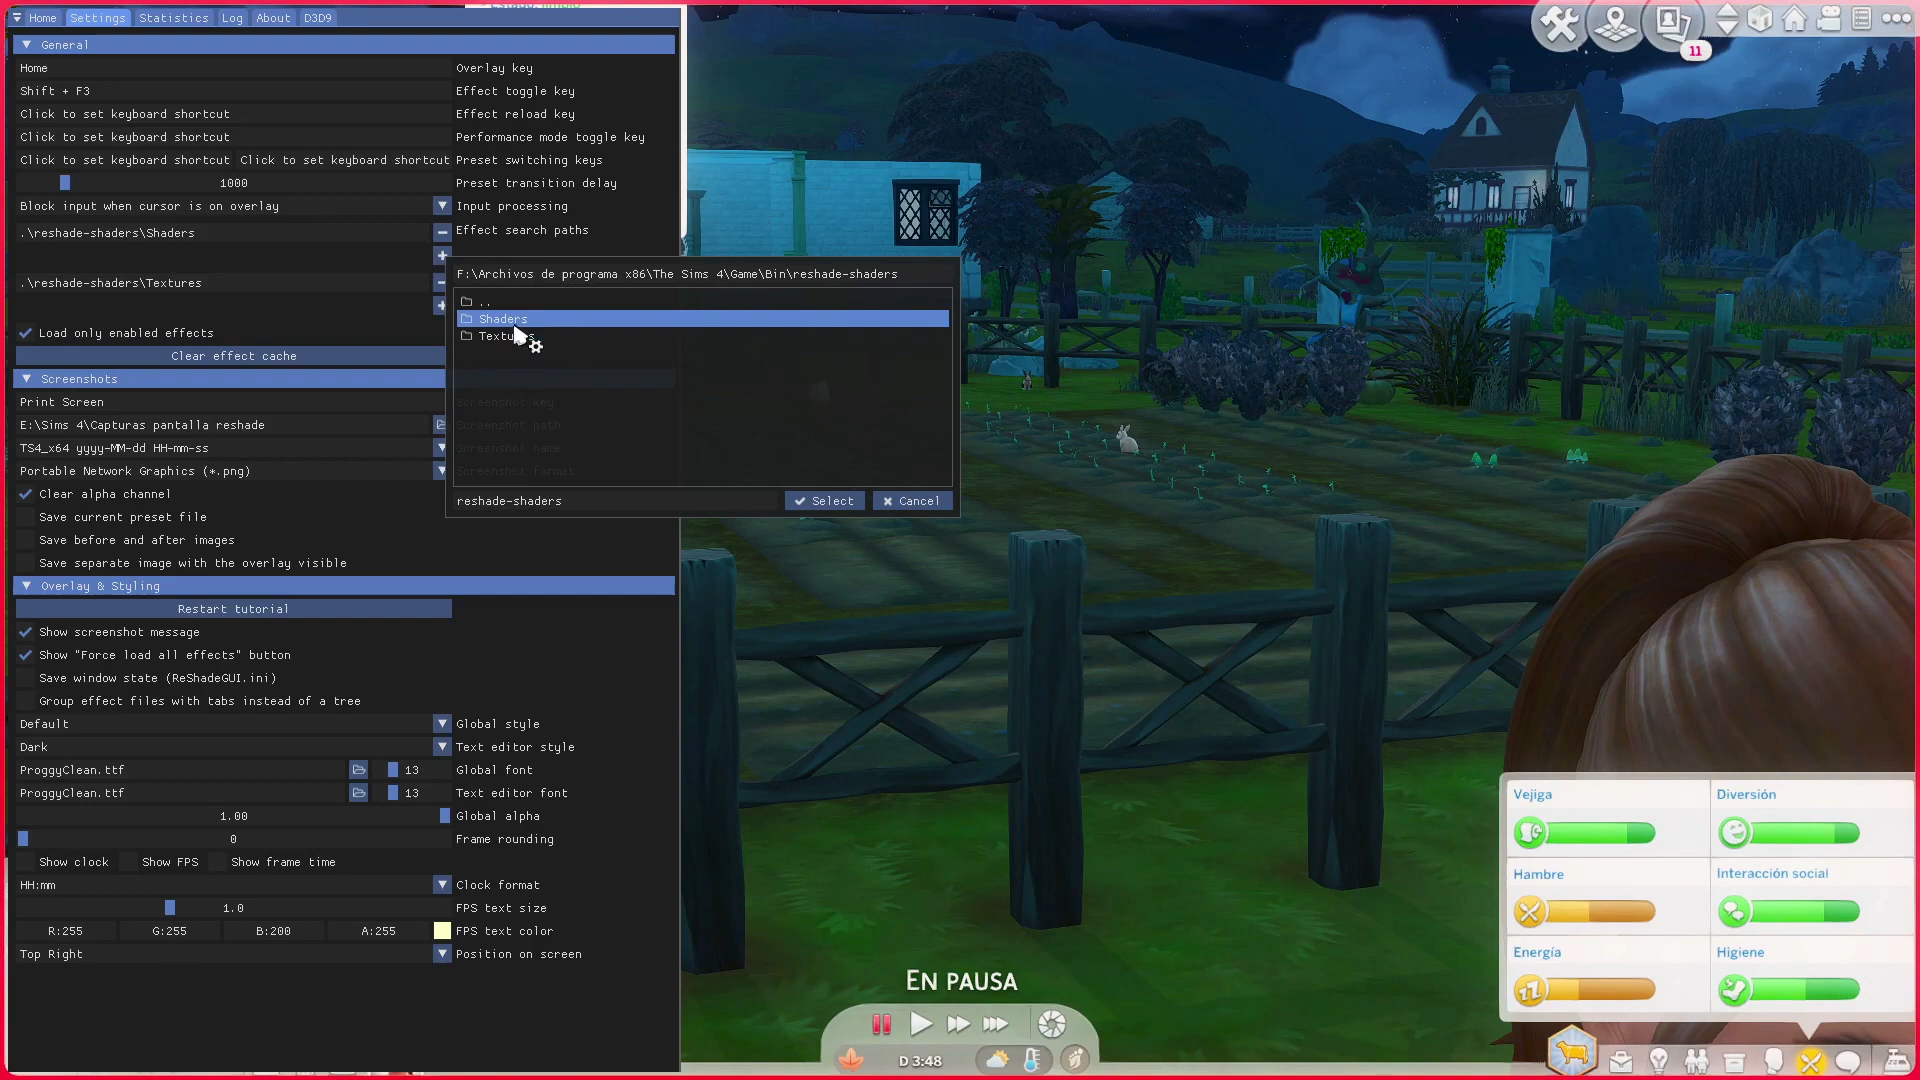 Home Settings Statistics Log About D3D9
General
Home Overlay key
Shift + F3 Effect toggle key
Click to set keyboard shortcut Effect reload key
Click to set keyboard shortcut Performance mode toggle key
Click to set keyboard shortcut Click to set keyboard shortcut Preset switching keys
1000 Preset transition delay
Block input when cursor is on overlay Input processing
.\reshade-shaders\Shaders Effect search paths
.\reshade-shaders\Textures
Load only enabled effects
Clear effect cache
Screenshots
Print Screen
E:\Sims 4\Capturas pantalla reshade
TS4_x64 yyyy-MM-dd HH-mm-ss
Portable Network Graphics (*.png)
Clear alpha channel
Save current preset file
Save before and after images
Save separate image with the overlay visible
Overlay & Styling
Restart tutorial
Show screenshot message
Show "Force load all effects" button
Save window state (ReShadeGUI.ini)
Group effect files with tabs instead of a tree
Default Global style
Dark Text editor style
ProggyClean.ttf 13 Global font
ProggyClean.ttf 13 Text editor font
1.00 Global alpha
0 Frame rounding
Show clock Show FPS Show frame time
HH:mm Clock format
1.0 FPS text size
R:255 G:255 B:200 A:255 FPS text color
Top Right Position on screen
F:\Archivos de programa x86\The Sims 4\Game\Bin\reshade-shaders
..
Shaders
Textures
Screenshot key
Screenshot path
Screenshot name
Screenshot format
reshade-shaders Select Cancel
11
Vejiga Diversión
Hambre Interacción social
Energía Higiene
EN PAUSA
D 3:48